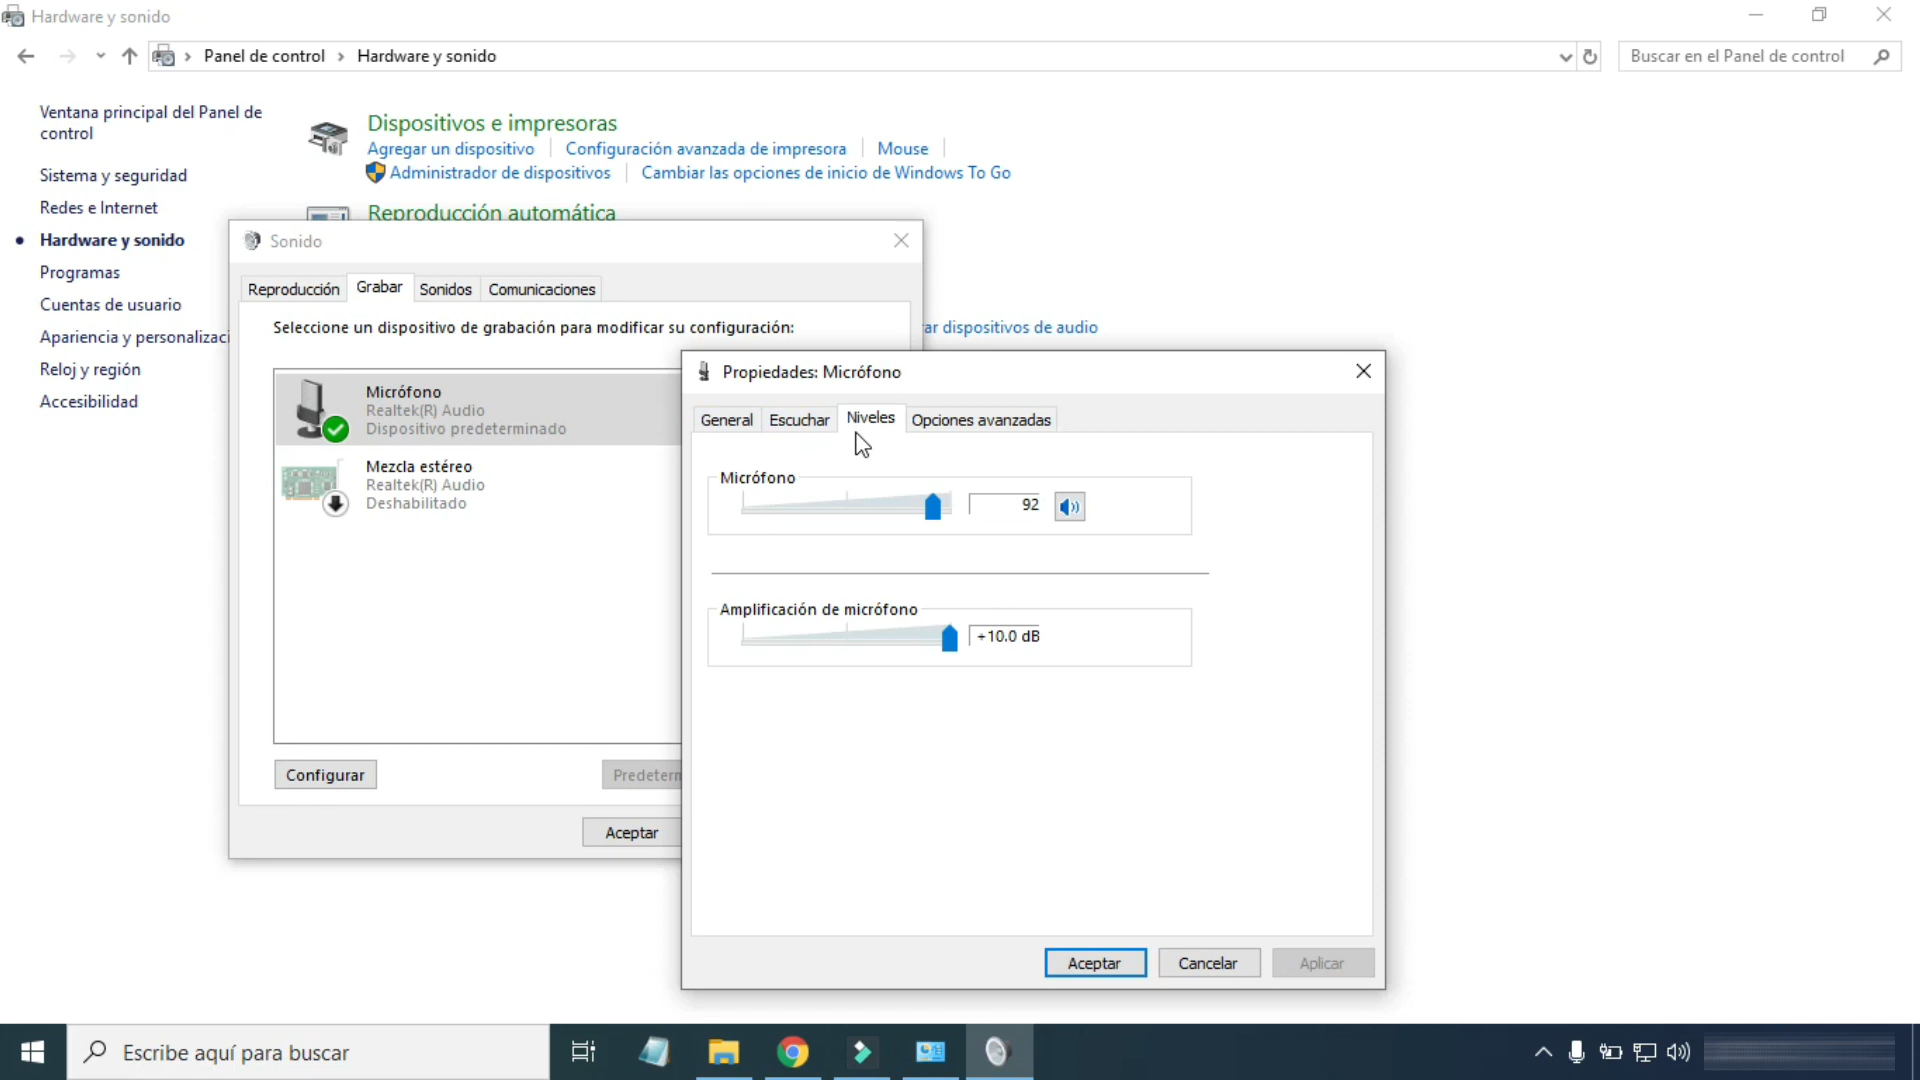 Hardware y sonido
Panel de control › Hardware y sonido
Buscar en el Panel de control
Ventana principal del Panel de
control
Sistema y seguridad
Redes e Internet
Hardware y sonido
Programas
Cuentas de usuario
Apariencia y personalizaci
Reloj y región
Accesibilidad
Dispositivos e impresoras
Agregar un dispositivo
Configuración avanzada de impresora
Mouse
Administrador de dispositivos
Cambiar las opciones de inicio de Windows To Go
Reproducción automática
ar dispositivos de audio
Sonido
Reproducción
Grabar
Sonidos
Comunicaciones
Seleccione un dispositivo de grabación para modificar su configuración:
Micrófono
Realtek(R) Audio
Dispositivo predeterminado
Mezcla estéreo
Realtek(R) Audio
Deshabilitado
Configurar
Predeterm
Aceptar
Propiedades: Micrófono
General
Escuchar
Niveles
Opciones avanzadas
Micrófono
92
Amplificación de micrófono
+10.0 dB
Aceptar
Cancelar
Aplicar
Escribe aquí para buscar